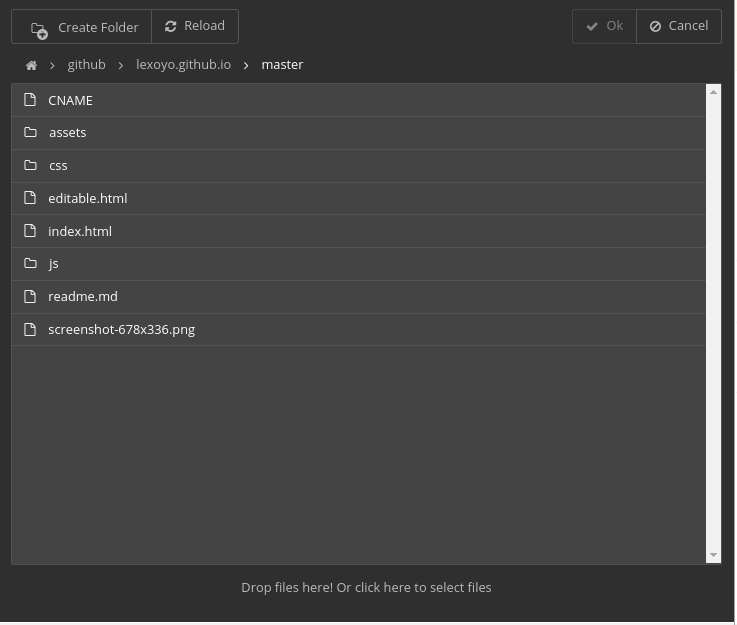 Create Folder Reload Ok Cancel
github lexoyo.github.io master
CNAME
assets
css
editable.html
index.html
js
readme.md
screenshot-678x336.png
Drop files here! Or click here to select files